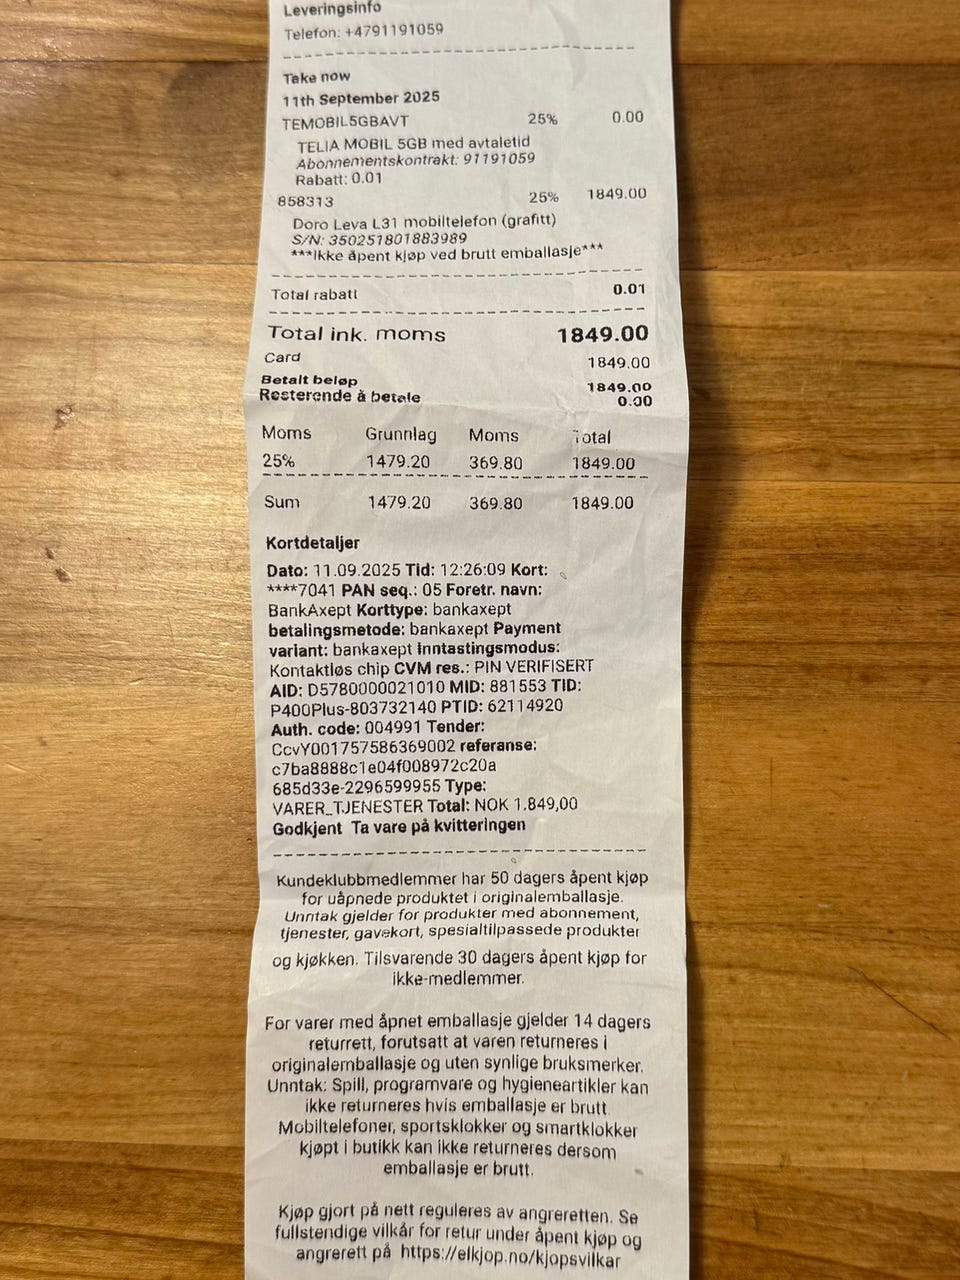 Leveringsinfo
Telefon: +4791191059
Take now
11th September 2025
TEMOBIL5GBAVT 25% 0.00
TELIA MOBIL 5GB med avtaletid
Abonnementskontrakt: 91191059
Rabatt: 0.01
858313 25% 1849.00
Doro Leva L31 mobiltelefon (grafitt)
S/N: 350251801883989
***Ikke åpent kjøp ved brutt emballasje***
Total rabatt 0.01
Total ink. moms 1849.00
Card 1849.00
Betalt beløp 1849.00
Resterende å betale 0.00
Moms Grunnlag Moms Total
25% 1479.20 369.80 1849.00
Sum 1479.20 369.80 1849.00
Kortdetaljer
Dato: 11.09.2025 Tid: 12:26:09 Kort:
****7041 PAN seq.: 05 Foretr. navn:
BankAxept Korttype: bankaxept
betalingsmetode: bankaxept Payment
variant: bankaxept Inntastingsmodus:
Kontaktløs chip CVM res.: PIN VERIFISERT
AID: D5780000021010 MID: 881553 TID:
P400Plus-803732140 PTID: 62114920
Auth. code: 004991 Tender:
CcvY001757586369002 referanse:
c7ba8888c1e04f008972c20a
685d33e-2296599955 Type:
VARER_TJENESTER Total: NOK 1.849,00
Godkjent Ta vare på kvitteringen
Kundeklubbmedlemmer har 50 dagers åpent kjøp
for uåpnede produktet i originalemballasje.
Unntak gjelder for produkter med abonnement,
tjenester, gavekort, spesialtilpassede produkter
og kjøkken. Tilsvarende 30 dagers åpent kjøp for
ikke-medlemmer.
For varer med åpnet emballasje gjelder 14 dagers
returrett, forutsatt at varen returneres i
originalemballasje og uten synlige bruksmerker.
Unntak: Spill, programvare og hygieneartikler kan
ikke returneres hvis emballasje er brutt.
Mobiltelefoner, sportsklokker og smartklokker
kjøpt i butikk kan ikke returneres dersom
emballasje er brutt.
Kjøp gjort på nett reguleres av angreretten. Se
fullstendige vilkår for retur under åpent kjøp og
angrerett på https://elkjop.no/kjopsvilkar